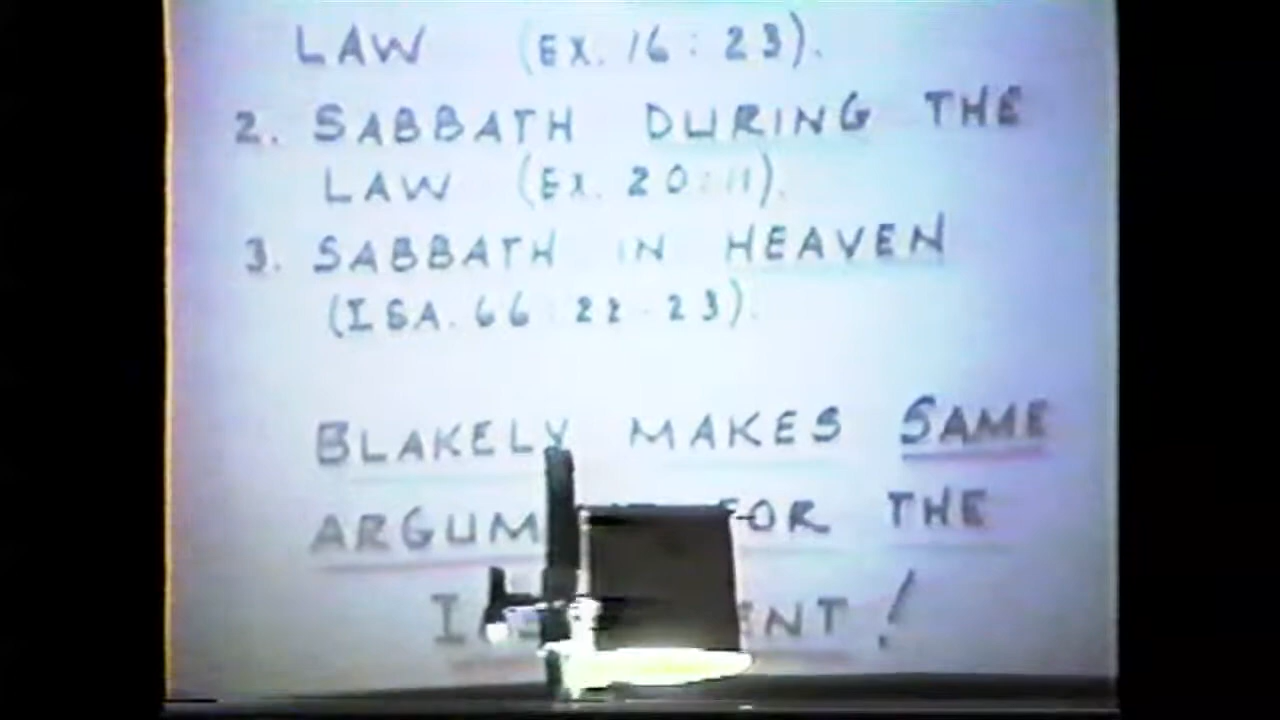 LAW (EX. 16:23).
2. SABBATH DURING THE
LAW (EX. 20:11).
3. SABBATH IN HEAVEN
(ISA. 66:22-23).
BLAKELY MAKES SAME
FOR THE
!